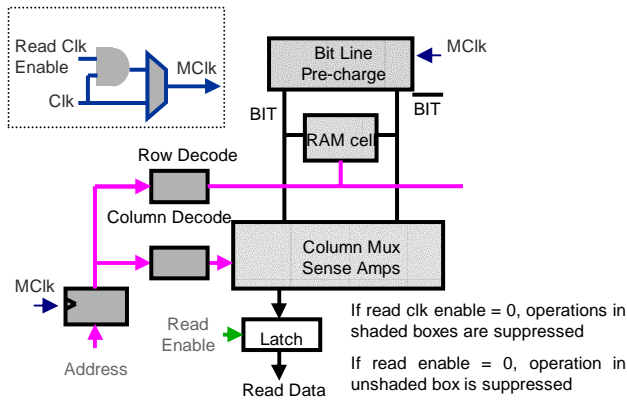 Read Clk
Enable
Clk
MClk
Bit Line
Pre-charge
MClk
BIT
BIT
RAM cell
Row Decode
Column Decode
Column Mux
Sense Amps
MClk
Address
Read
Enable
Latch
Read Data
If read clk enable = 0, operations in
shaded boxes are suppressed
If read enable = 0, operation in
unshaded box is suppressed